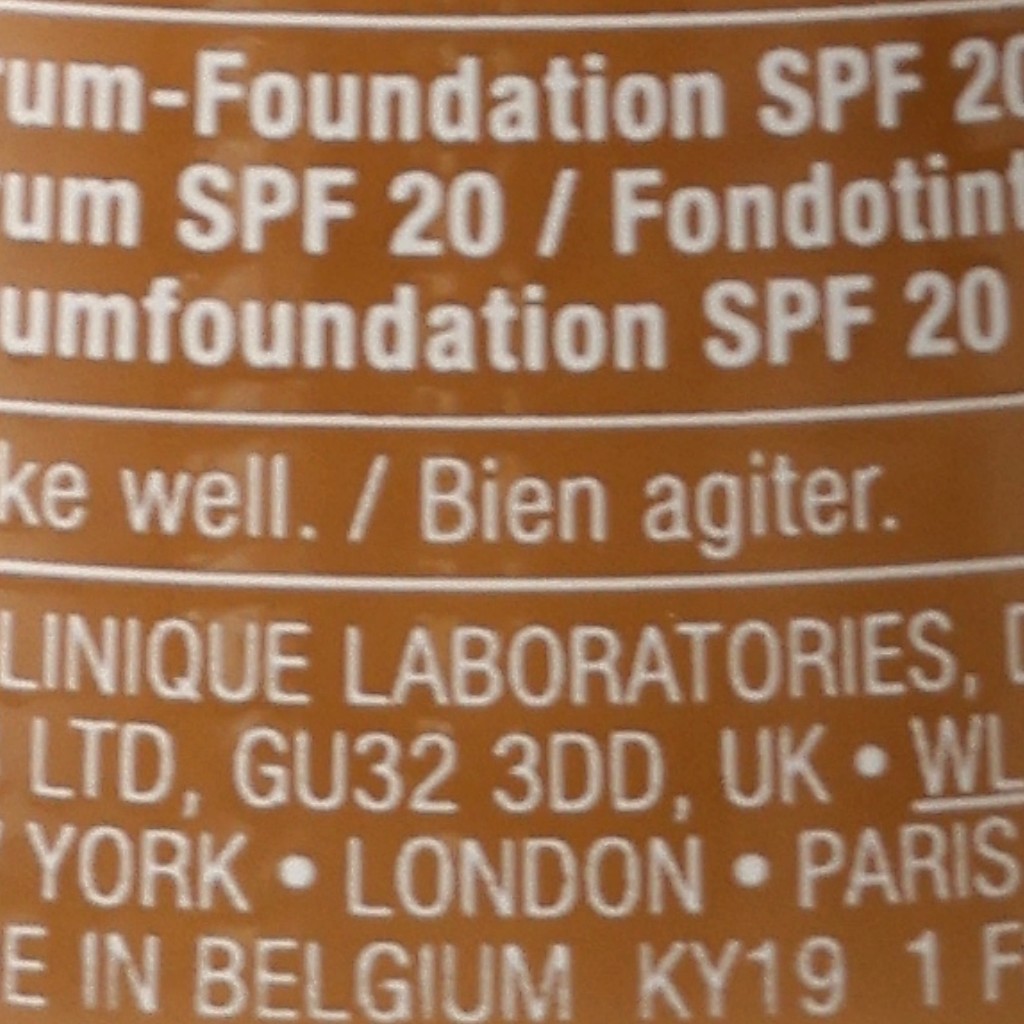 rum-Foundation SPF 20
rum SPF 20 / Fondotint
umfoundation SPF 20
ke well. / Bien agiter.
LINIQUE LABORATORIES, D
LTD, GU32 3DD, UK • WL
YORK • LONDON • PARIS
E IN BELGIUM KY19 1 F